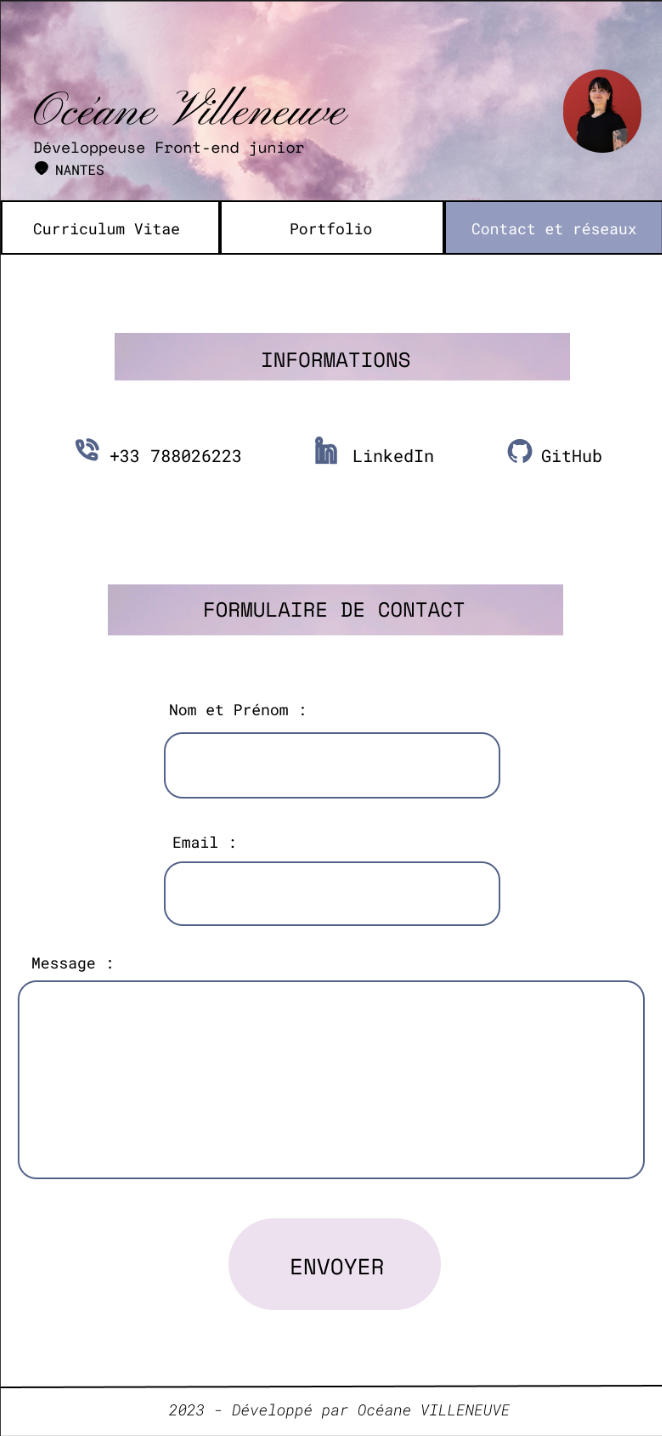 Océane Villeneuve
Développeuse Front-end junior
NANTES
Curriculum Vitae
Portfolio
Contact et réseaux
INFORMATIONS
+33 788026223
LinkedIn
GitHub
FORMULAIRE DE CONTACT
Nom et Prénom :
Email :
Message :
ENVOYER
2023 - Développé par Océane VILLENEUVE